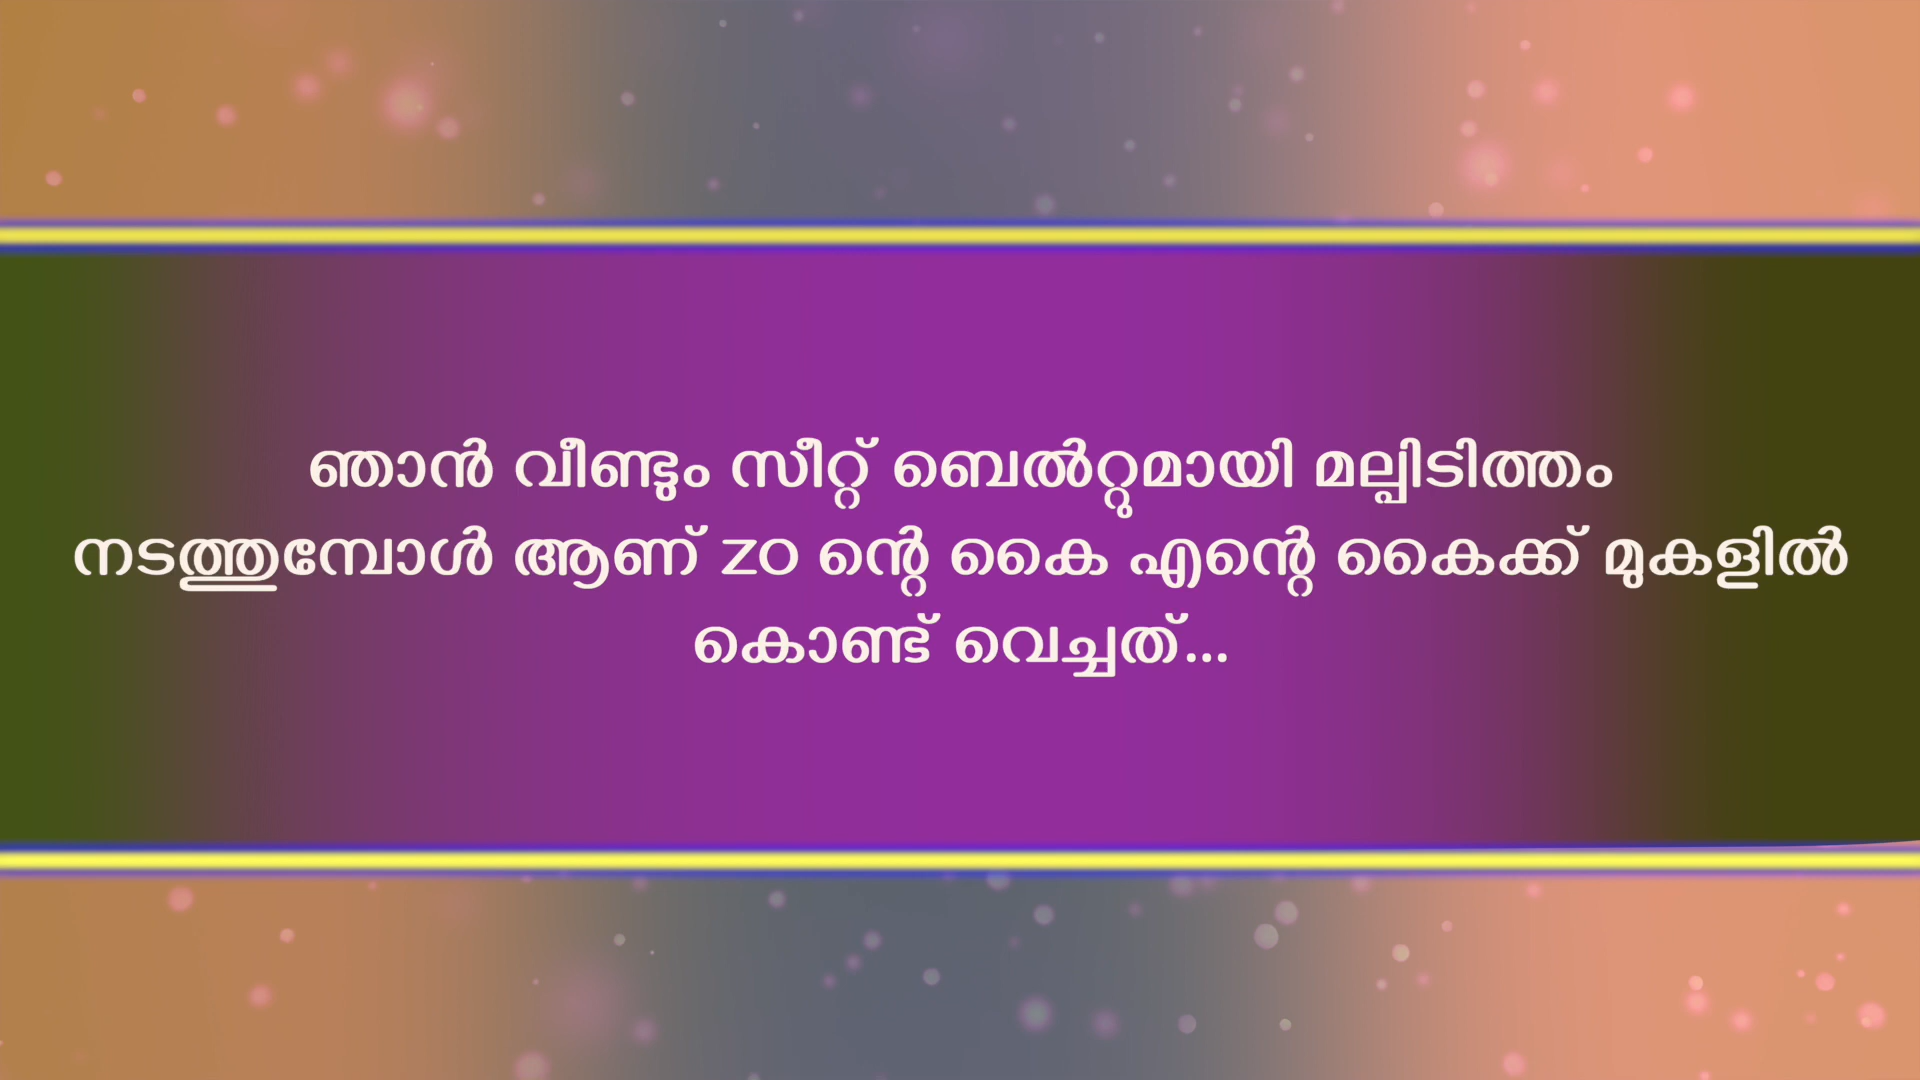 ഞാൻ വീണ്ടും സീറ്റ് ബെൽറ്റുമായി മല്പിടിത്തം
നടത്തുമ്പോൾ ആണ് zo ന്റെ കൈ എന്റെ കൈക്ക് മുകളിൽ
കൊണ്ട് വെച്ചത്...